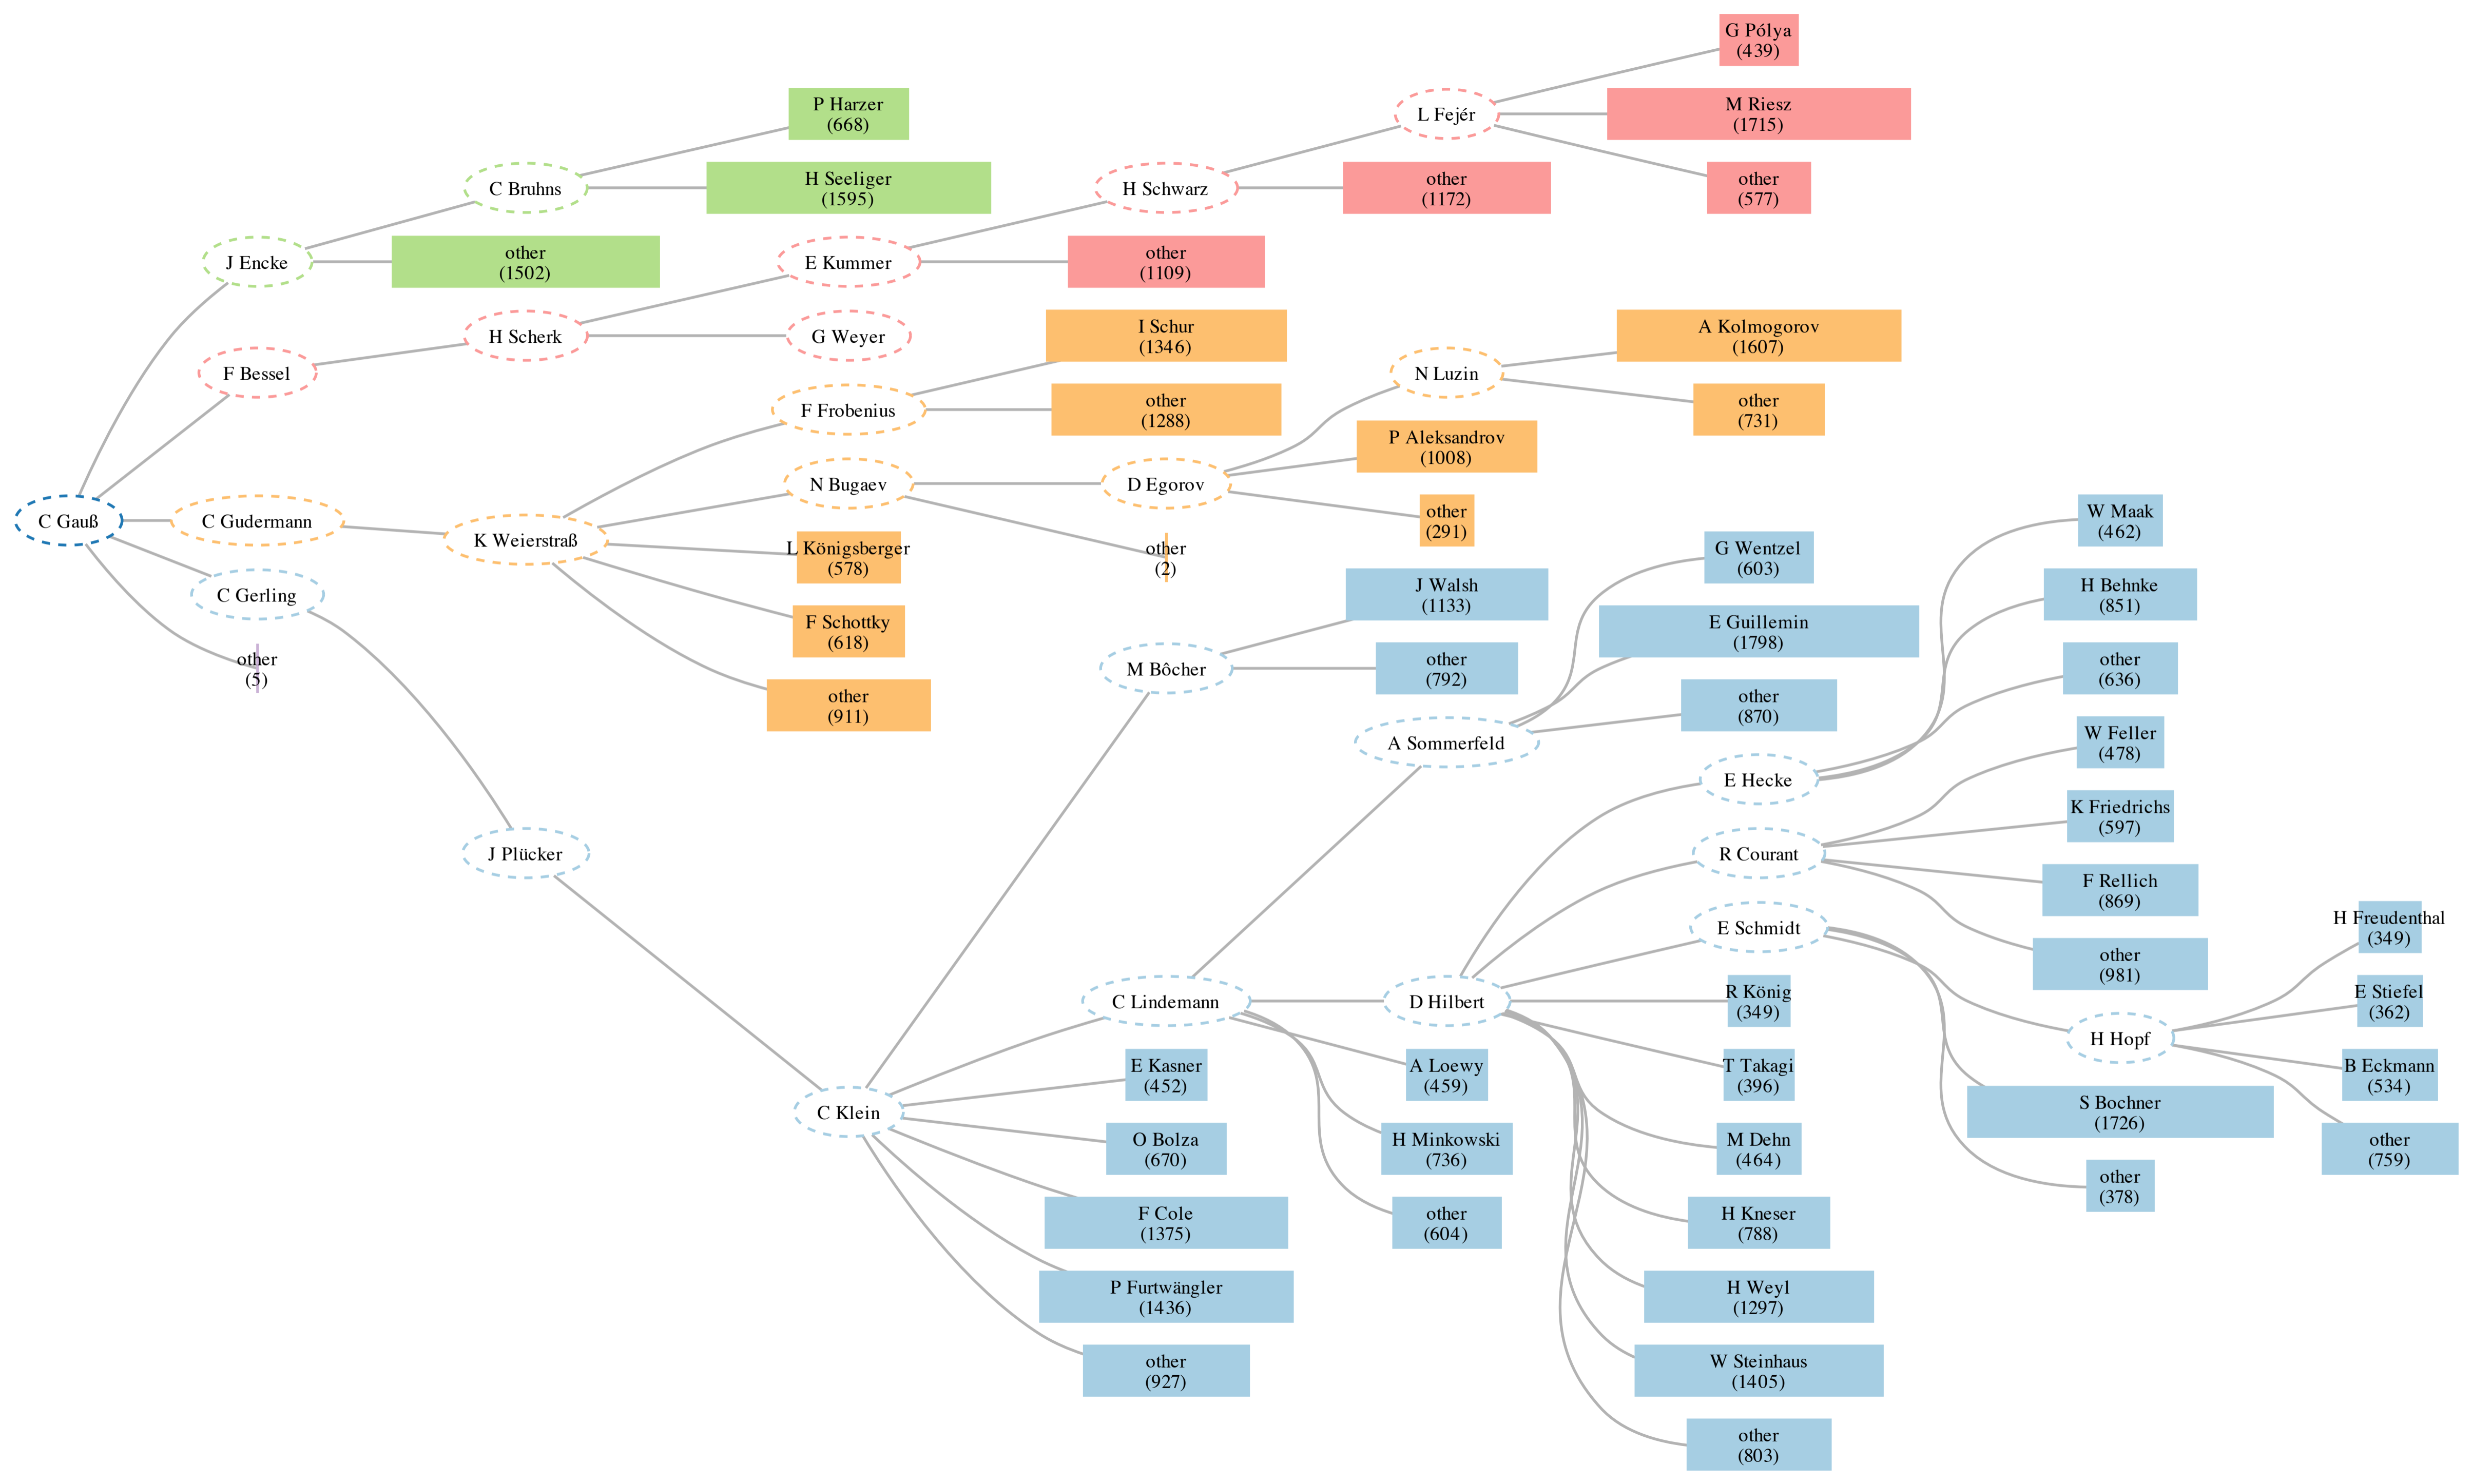 C Gauß
J Encke
F Bessel
C Gudermann
C Gerling
other
(5)
C Bruhns
other
(1502)
H Scherk
K Weierstraß
J Plücker
P Harzer
(668)
H Seeliger
(1595)
E Kummer
G Weyer
F Frobenius
N Bugaev
L Königsberger
(578)
F Schottky
(618)
other
(911)
C Klein
H Schwarz
other
(1109)
I Schur
(1346)
other
(1288)
D Egorov
other
(2)
M Bôcher
C Lindemann
E Kasner
(452)
O Bolza
(670)
F Cole
(1375)
P Furtwängler
(1436)
other
(927)
L Fejér
other
(1172)
N Luzin
P Aleksandrov
(1008)
other
(291)
J Walsh
(1133)
other
(792)
A Sommerfeld
D Hilbert
A Loewy
(459)
H Minkowski
(736)
other
(604)
G Pólya
(439)
M Riesz
(1715)
other
(577)
A Kolmogorov
(1607)
other
(731)
G Wentzel
(603)
E Guillemin
(1798)
other
(870)
E Hecke
R Courant
E Schmidt
R König
(349)
T Takagi
(396)
M Dehn
(464)
H Kneser
(788)
H Weyl
(1297)
W Steinhaus
(1405)
other
(803)
W Maak
(462)
H Behnke
(851)
other
(636)
W Feller
(478)
K Friedrichs
(597)
F Rellich
(869)
other
(981)
H Hopf
S Bochner
(1726)
other
(378)
H Freudenthal
(349)
E Stiefel
(362)
B Eckmann
(534)
other
(759)